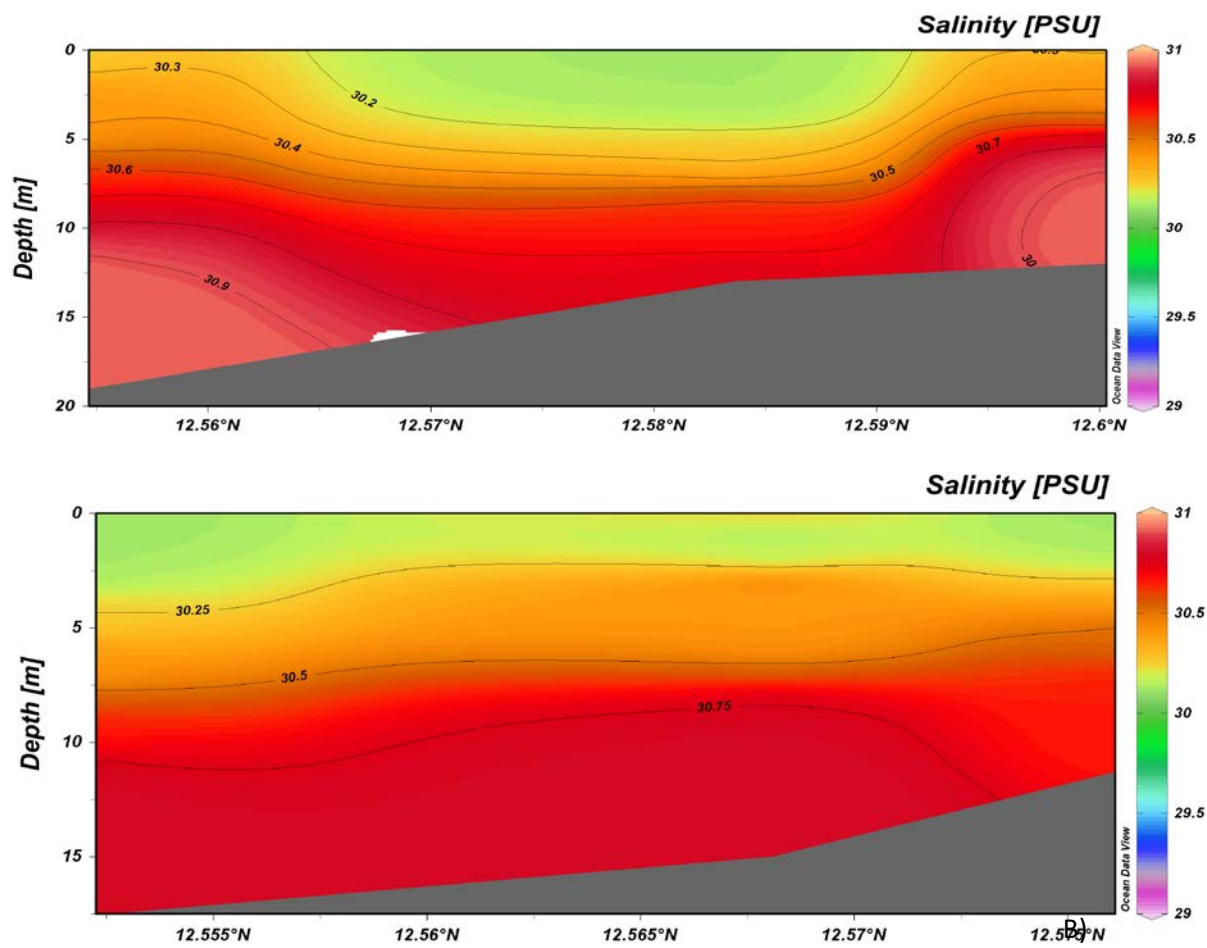 Salinity [PSU]
0
5
10
15
20
Depth [m]
30.3
30.2
30.4
30.6
30.5
30.7
30.9
30
12.56°N
12.57°N
12.58°N
12.59°N
12.6°N
Ocean Data View
31
30.5
30
29.5
29
Salinity [PSU]
0
5
10
15
Depth [m]
30.25
30.5
30.75
12.555°N
12.56°N
12.565°N
12.57°N
B)
Ocean Data View
31
30.5
30
29.5
29